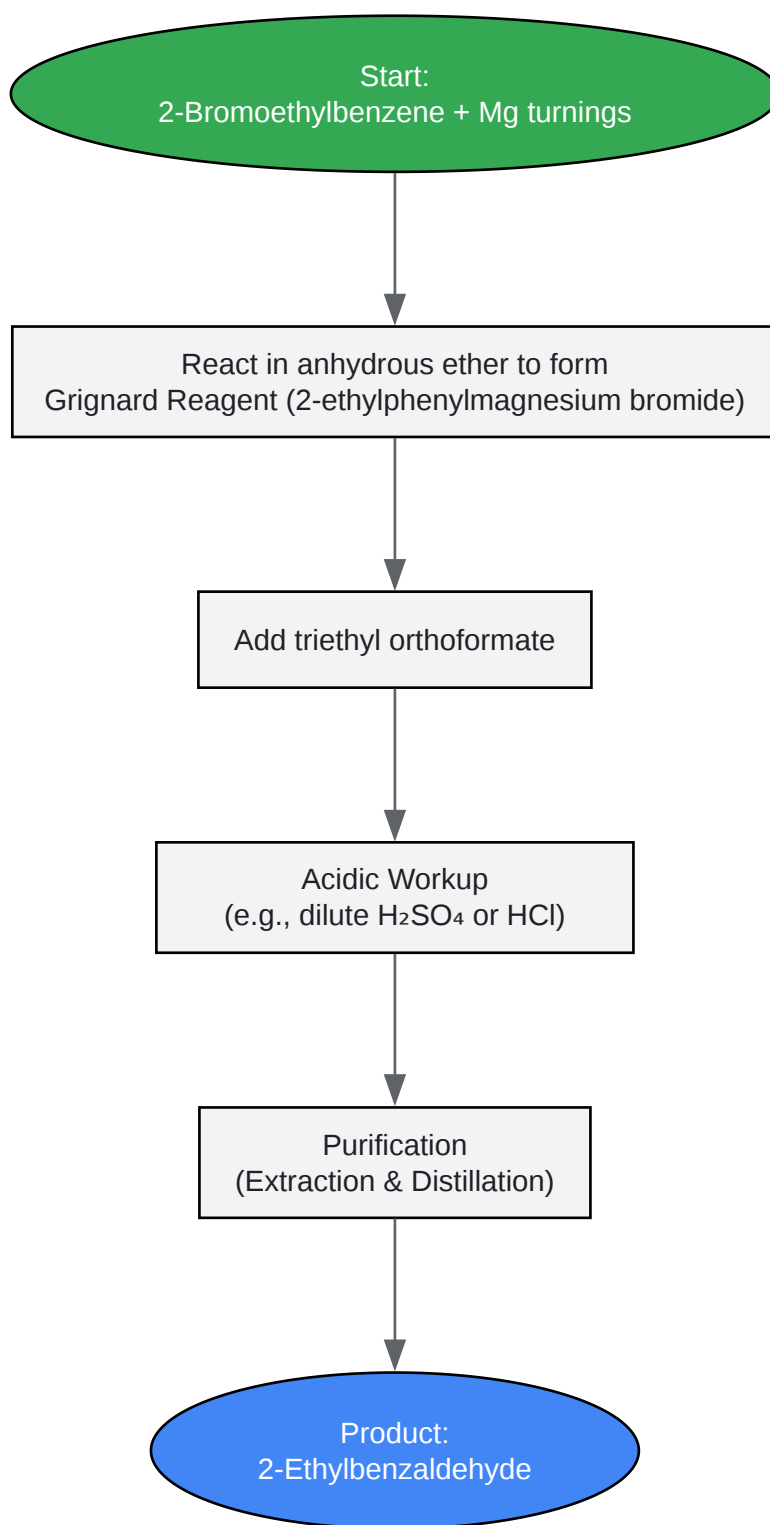 Start:
2-Bromoethylbenzene + Mg turnings
React in anhydrous ether to form
Grignard Reagent (2-ethylphenylmagnesium bromide)
Add triethyl orthoformate
Acidic Workup
(e.g., dilute H₂SO₄ or HCl)
Purification
(Extraction & Distillation)
Product:
2-Ethylbenzaldehyde